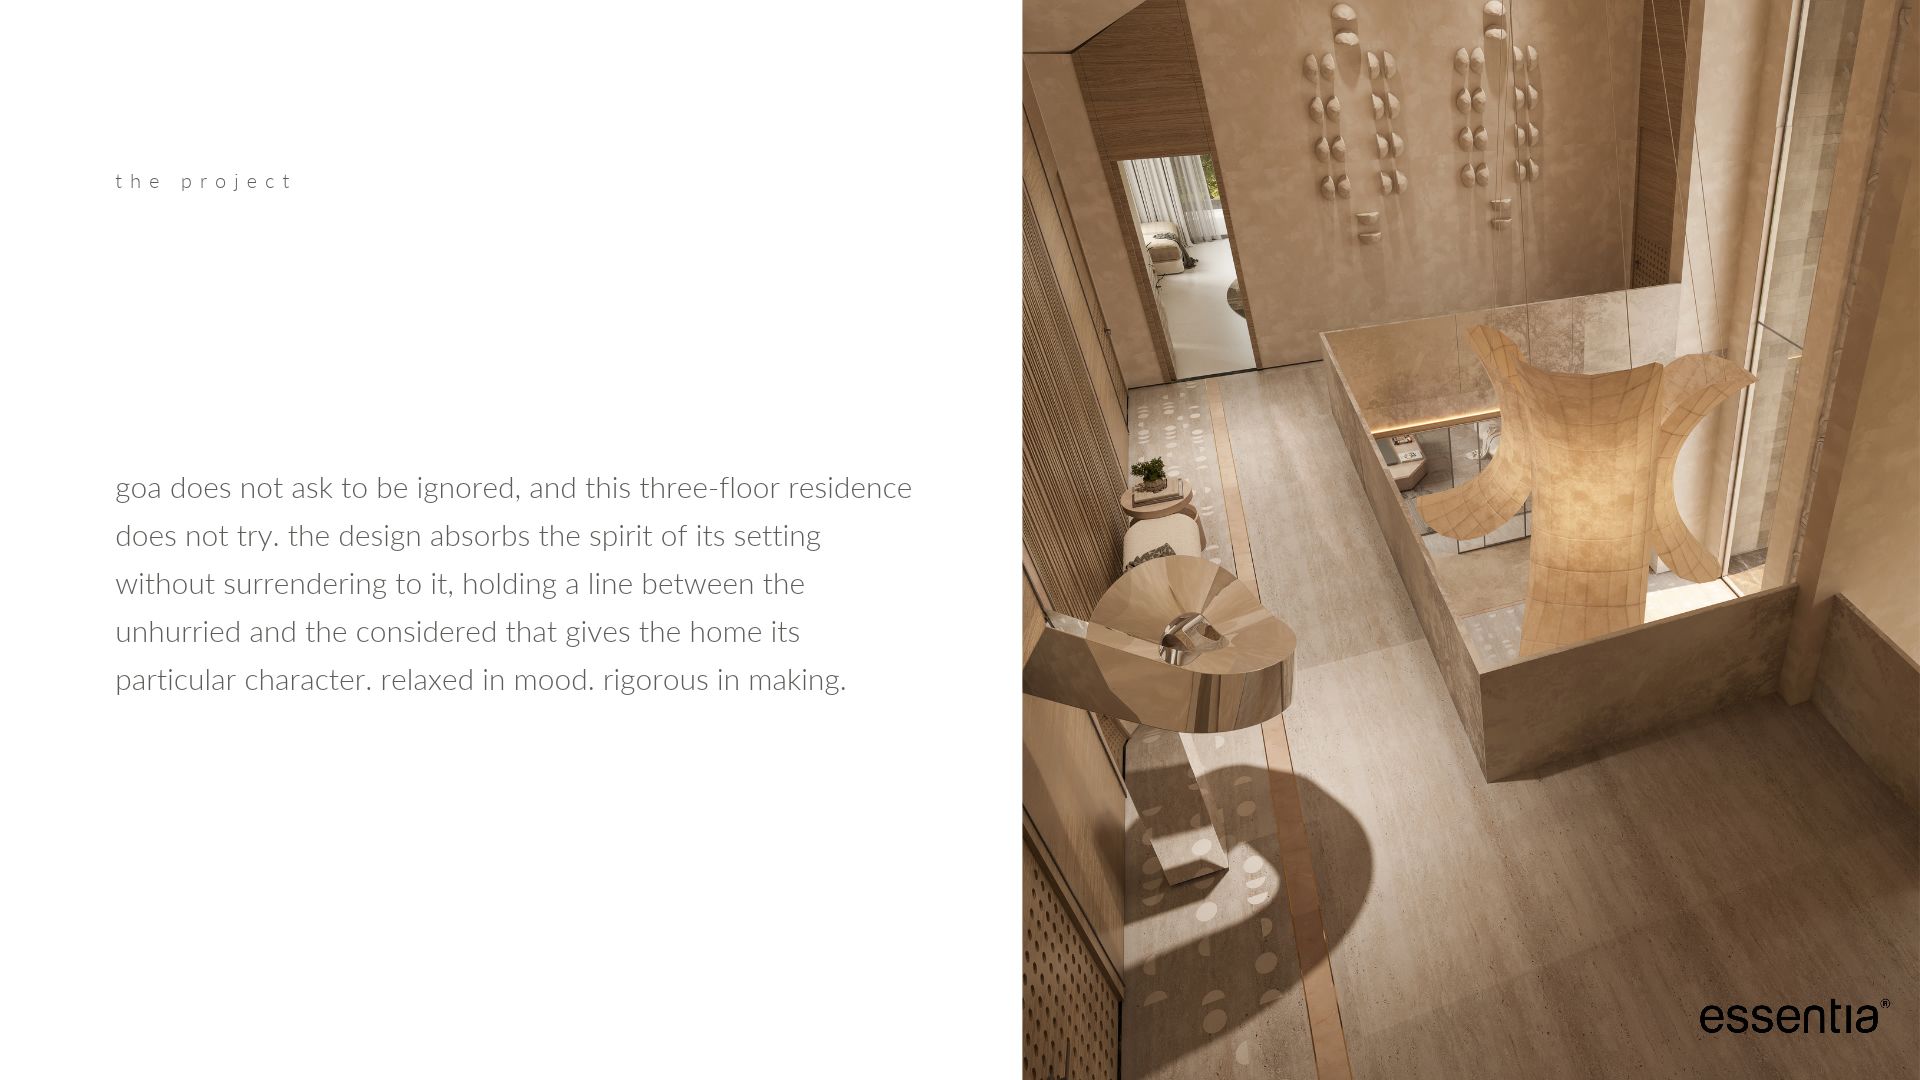 the project
goa does not ask to be ignored, and this three-floor residence
does not try. the design absorbs the spirit of its setting
without surrendering to it, holding a line between the
unhurried and the considered that gives the home its
particular character. relaxed in mood. rigorous in making.
essentia®